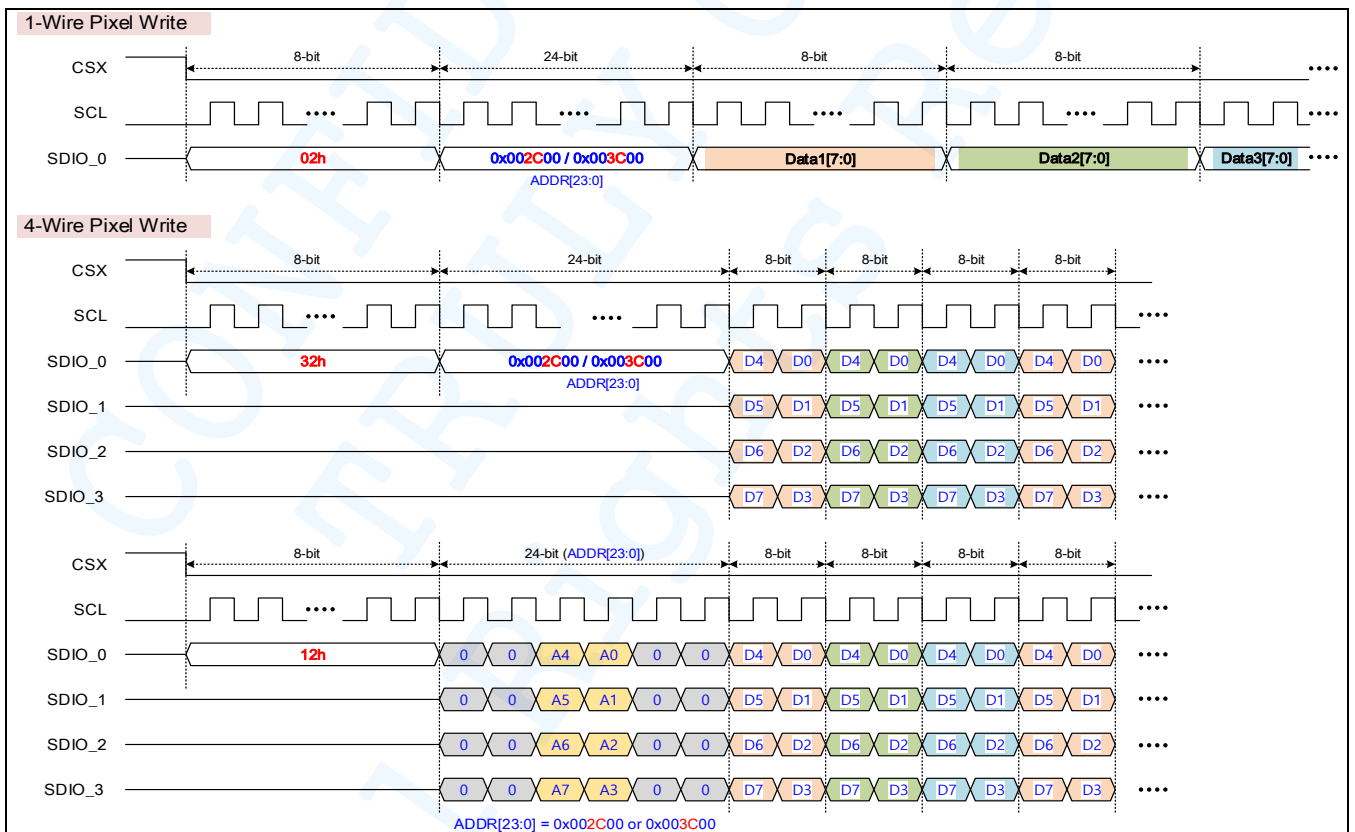 1-Wire Pixel Write
8-bit 24-bit 8-bit 8-bit
CSX ....
SCL .... .... .... .... ....
SDIO_0 02h 0x002C00 / 0x003C00 Data1[7:0] Data2[7:0] Data3[7:0] ....
ADDR[23:0]
4-Wire Pixel Write
8-bit 24-bit 8-bit 8-bit 8-bit 8-bit
CSX
SCL .... .... ....
SDIO_0 32h 0x002C00 / 0x003C00 D4 D0 D4 D0 D4 D0 D4 D0 ....
ADDR[23:0]
SDIO_1 D5 D1 D5 D1 D5 D1 D5 D1 ....
SDIO_2 D6 D2 D6 D2 D6 D2 D6 D2 ....
SDIO_3 D7 D3 D7 D3 D7 D3 D7 D3 ....
8-bit 24-bit (ADDR[23:0]) 8-bit 8-bit 8-bit 8-bit
CSX
SCL .... ....
SDIO_0 12h 0 0 A4 A0 0 0 D4 D0 D4 D0 D4 D0 D4 D0 ....
SDIO_1 0 0 A5 A1 0 0 D5 D1 D5 D1 D5 D1 D5 D1 ....
SDIO_2 0 0 A6 A2 0 0 D6 D2 D6 D2 D6 D2 D6 D2 ....
SDIO_3 0 0 A7 A3 0 0 D7 D3 D7 D3 D7 D3 D7 D3 ....
ADDR[23:0] = 0x002C00 or 0x003C00
CONFID
TRULY
Rights Re